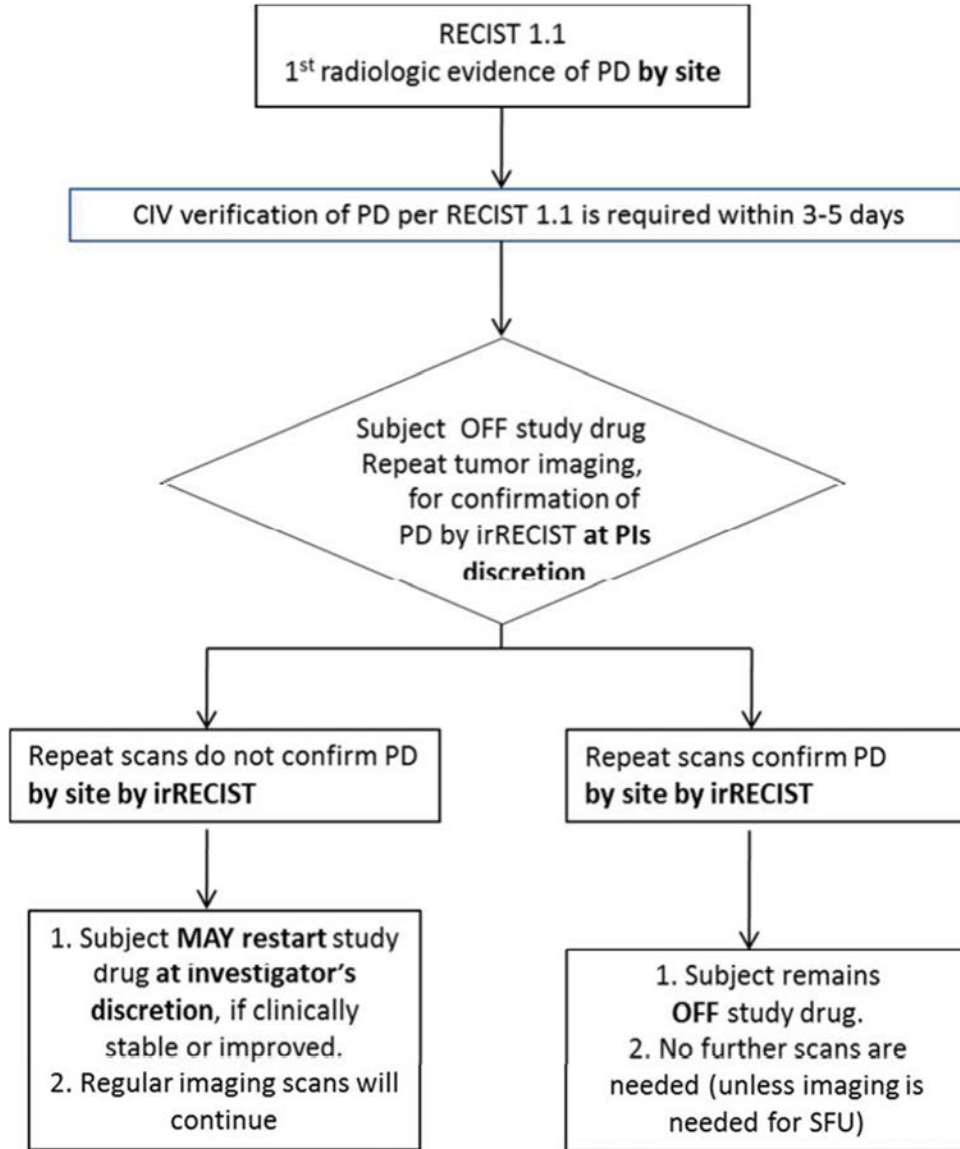 RECIST 1.1
1st radiologic evidence of PD by site
CIV verification of PD per RECIST 1.1 is required within 3-5 days
Subject OFF study drug
Repeat tumor imaging,
for confirmation of
PD by irRECIST at PIs
discretion
Repeat scans do not confirm PD
by site by irRECIST
Repeat scans confirm PD
by site by irRECIST
1. Subject MAY restart study
drug at investigator's
discretion, if clinically
stable or improved.
2. Regular imaging scans will
continue
1. Subject remains
OFF study drug.
2. No further scans are
needed (unless imaging is
needed for SFU)